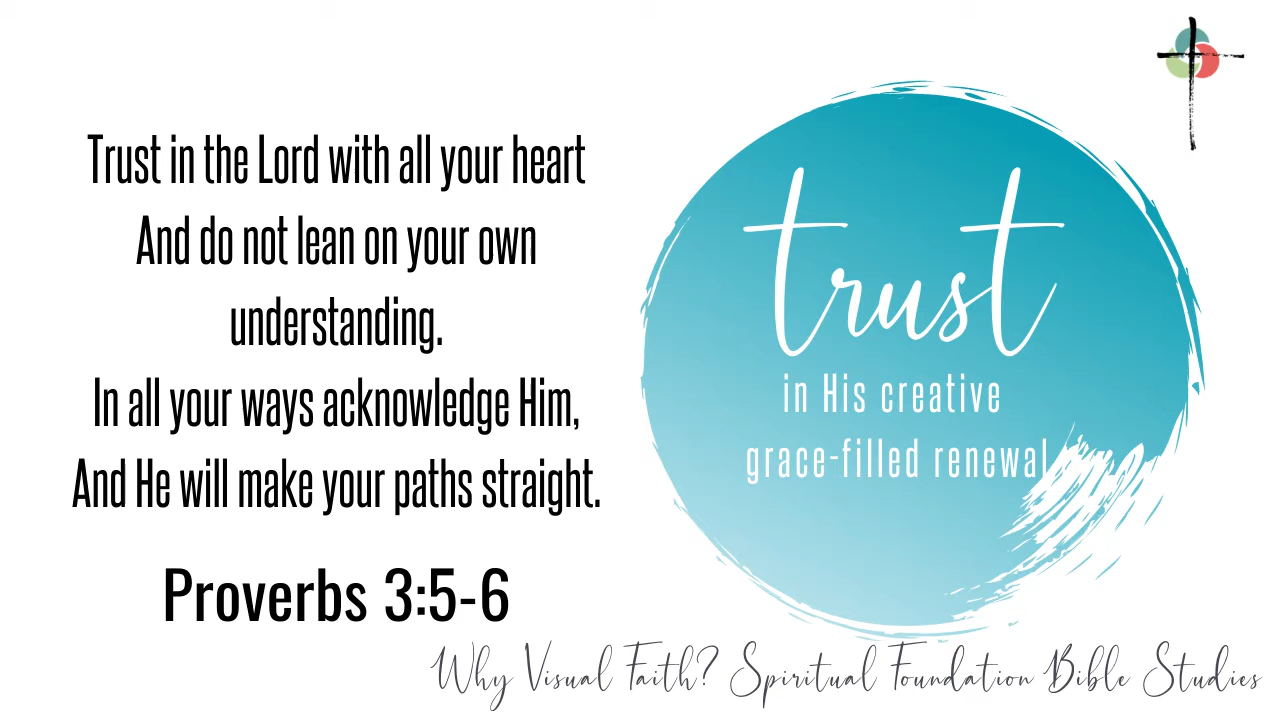 Trust in the Lord with all your heart
And do not lean on your own
understanding.
In all your ways acknowledge Him,
And He will make your paths straight.
Proverbs 3:5-6
trust
in His creative
grace-filled renewal
Why Visual Faith? Spiritual Foundation Bible Studies